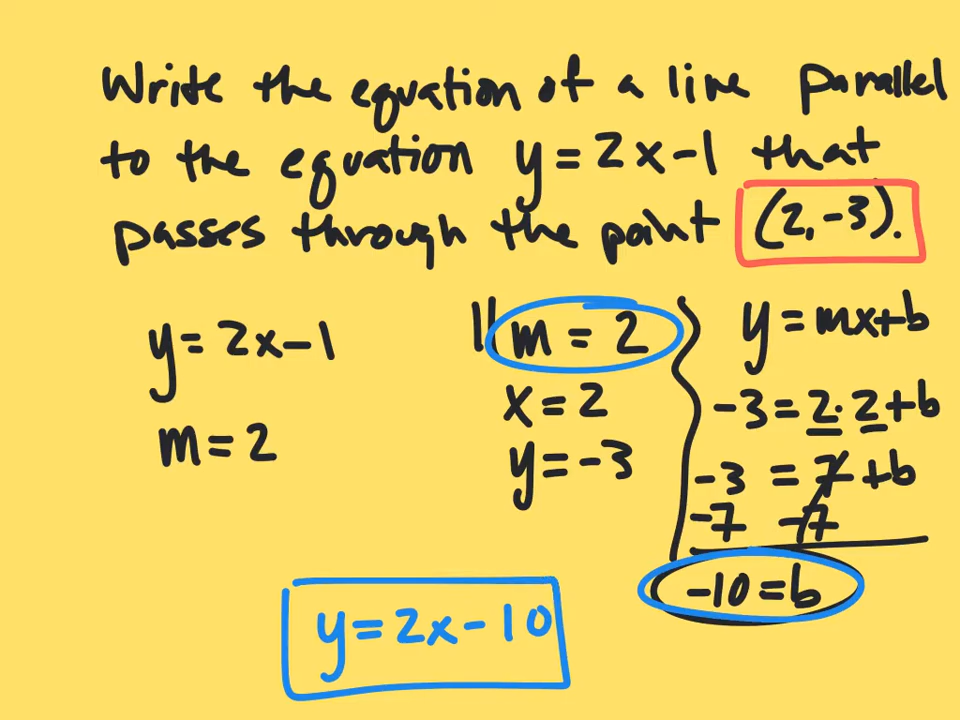 Write the equation of a line parallel
to the equation y = 2x - 1 that
passes through the point (2, -3).
y = 2x - 1
m = 2
|| m = 2
x = 2
y = -3
y = mx + b
-3 = 2 · 2 + b
-3 = 7 + b
-7 -7
-10 = b
y = 2x - 10